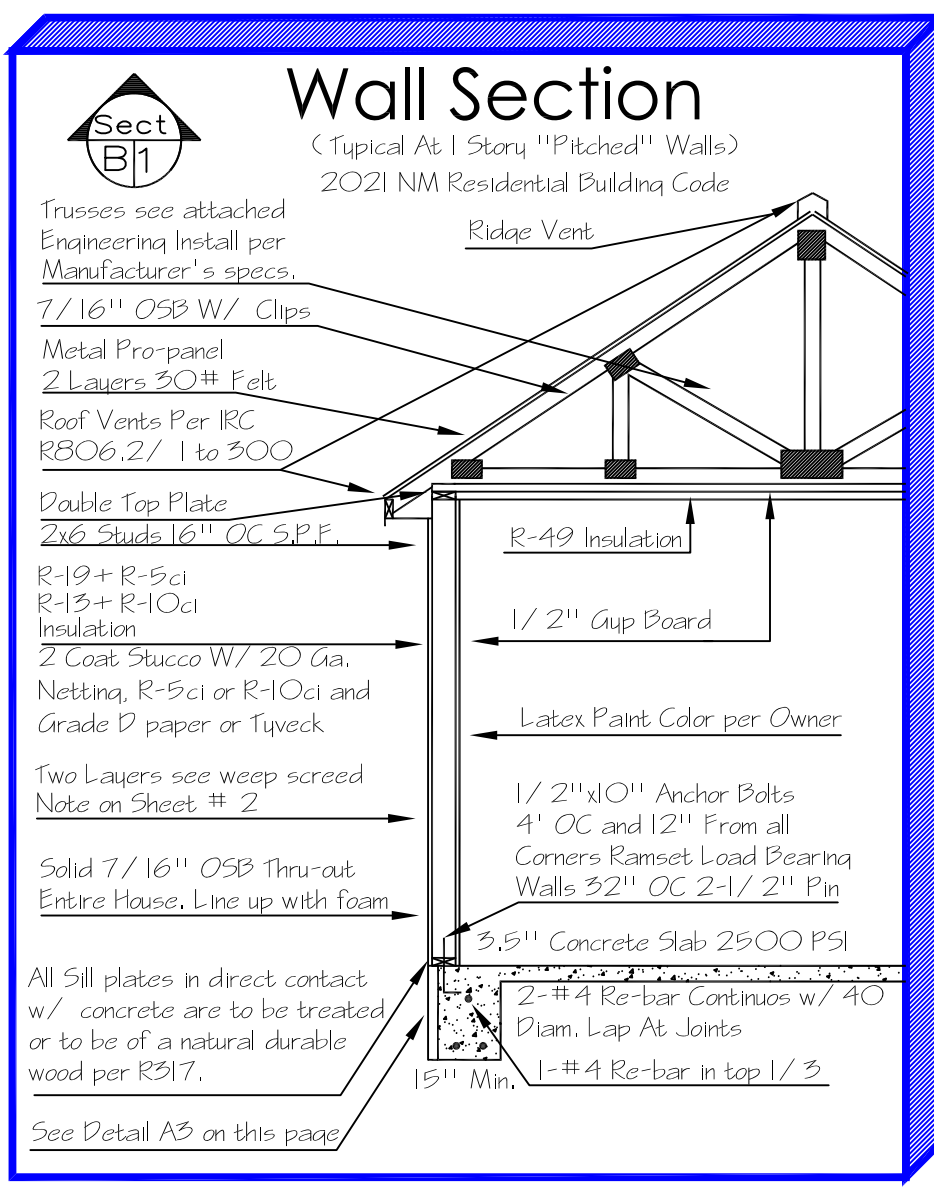 Wall Section
Sect
B 1
( Typical At 1 Story "Pitched" Walls)
2021 NM Residential Building Code
Trusses see attached
Engineering Install per
Manufacturer's specs.
Ridge Vent
7/16" OSB W/ Clips
Metal Pro-panel
2 Layers 30# Felt
Roof Vents Per IRC
R806.2/ 1 to 300
Double Top Plate
2x6 Studs 16" OC S.P.F.
R-49 Insulation
R-19+ R-5ci
R-13+ R-10ci
Insulation
1/2" Gyp Board
2 Coat Stucco W/ 20 Ga.
Netting, R-5ci or R-10ci and
Grade D paper or Tyveck
Latex Paint Color per Owner
Two Layers see weep screed
Note on Sheet # 2
1/2"x10" Anchor Bolts
4' OC and 12" From all
Corners Ramset Load Bearing
Walls 32" OC 2-1/2" Pin
Solid 7/16" OSB Thru-out
Entire House. Line up with foam
3.5" Concrete Slab 2500 PSI
All Sill plates in direct contact
w/ concrete are to be treated
or to be of a natural durable
wood per R317.
2-#4 Re-bar Continuos w/ 40
Diam. Lap At Joints
15" Min.
1-#4 Re-bar in top 1/3
See Detail A3 on this page